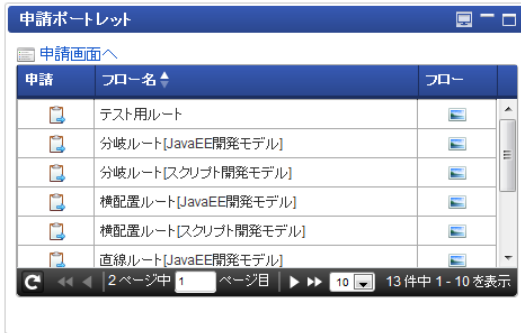 申請ポートレット
申請画面へ
申請 フロー名 フロー
テスト用ルート
分岐ルート[JavaEE開発モデル]
分岐ルート[スクリプト開発モデル]
横配置ルート[JavaEE開発モデル]
横配置ルート[スクリプト開発モデル]
直線ルート[JavaEE開発モデル]
2 ページ中 1 ページ目 10 13 件中 1 - 10 を表示